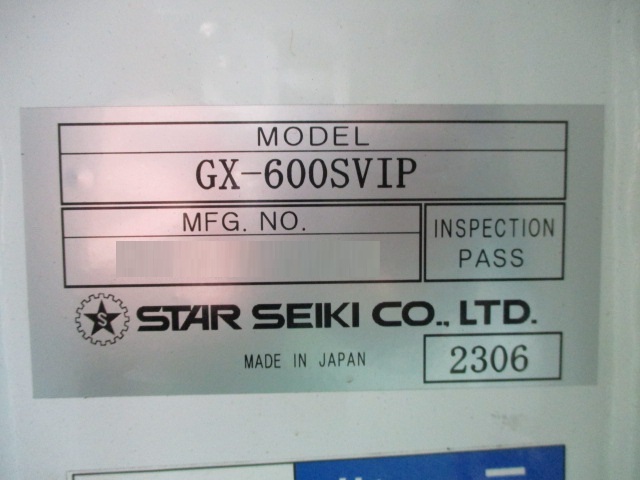 MODEL
GX-600SVIP
MFG. NO.
INSPECTION
PASS
S
STAR SEIKI CO., LTD.
MADE IN JAPAN
2306